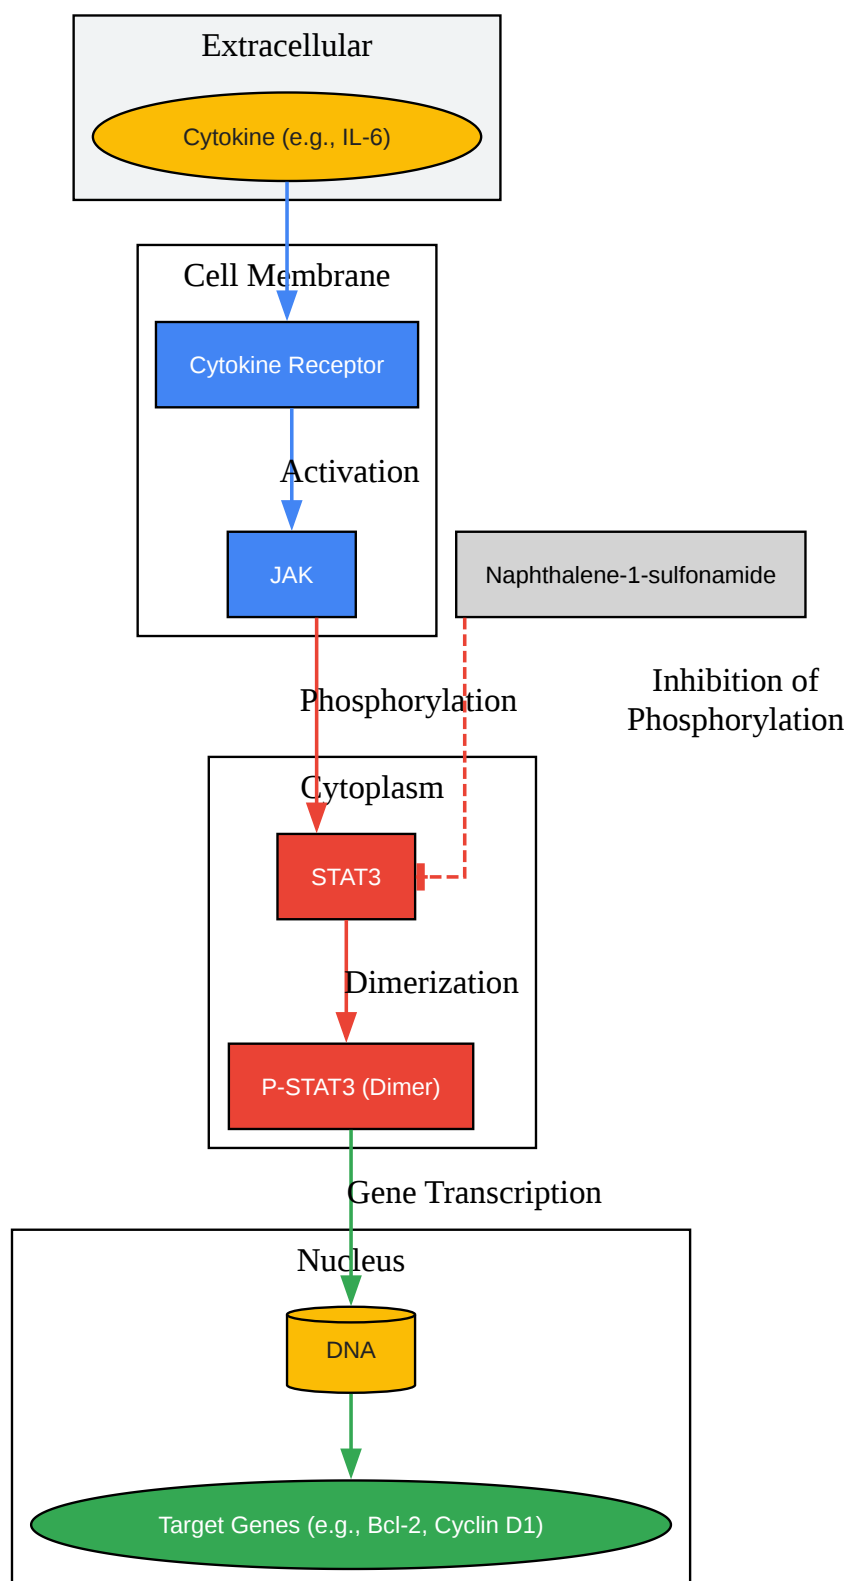 Extracellular
Cytokine (e.g., IL-6)
Cell Membrane
Cytokine Receptor
Activation
JAK
Naphthalene-1-sulfonamide
Inhibition of
Phosphorylation
Phosphorylation
Cytoplasm
STAT3
Dimerization
P-STAT3 (Dimer)
Gene Transcription
Nucleus
DNA
Target Genes (e.g., Bcl-2, Cyclin D1)